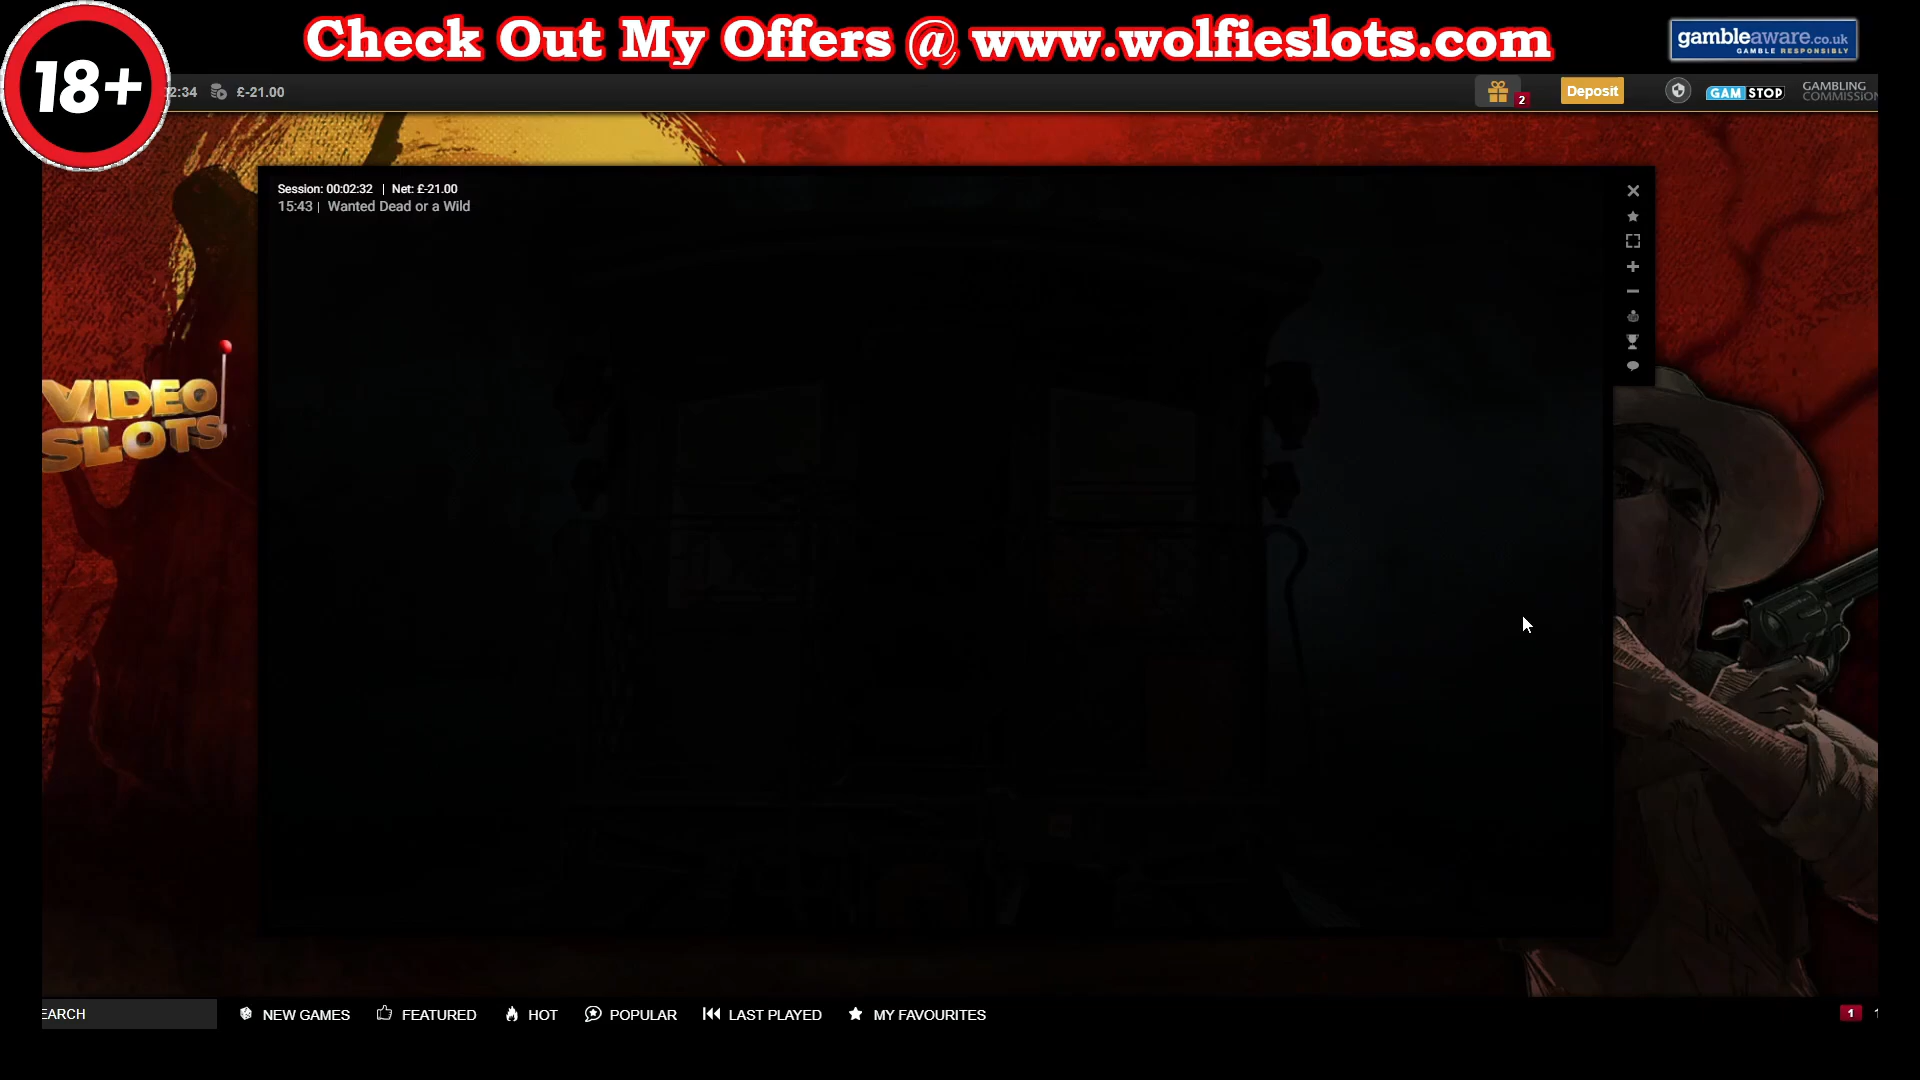 Check Out My Offers @ www.wolfieslots.com
18+
gambleaware.co.uk
GAMBLE RESPONSIBLY
2:34 £-21.00
2
Deposit
GAMSTOP
GAMBLING
COMMISSION
Session: 00:02:32 | Net: £-21.00
15:43 | Wanted Dead or a Wild
VIDEO
SLOTS
EARCH
NEW GAMES
FEATURED
HOT
POPULAR
LAST PLAYED
MY FAVOURITES
1